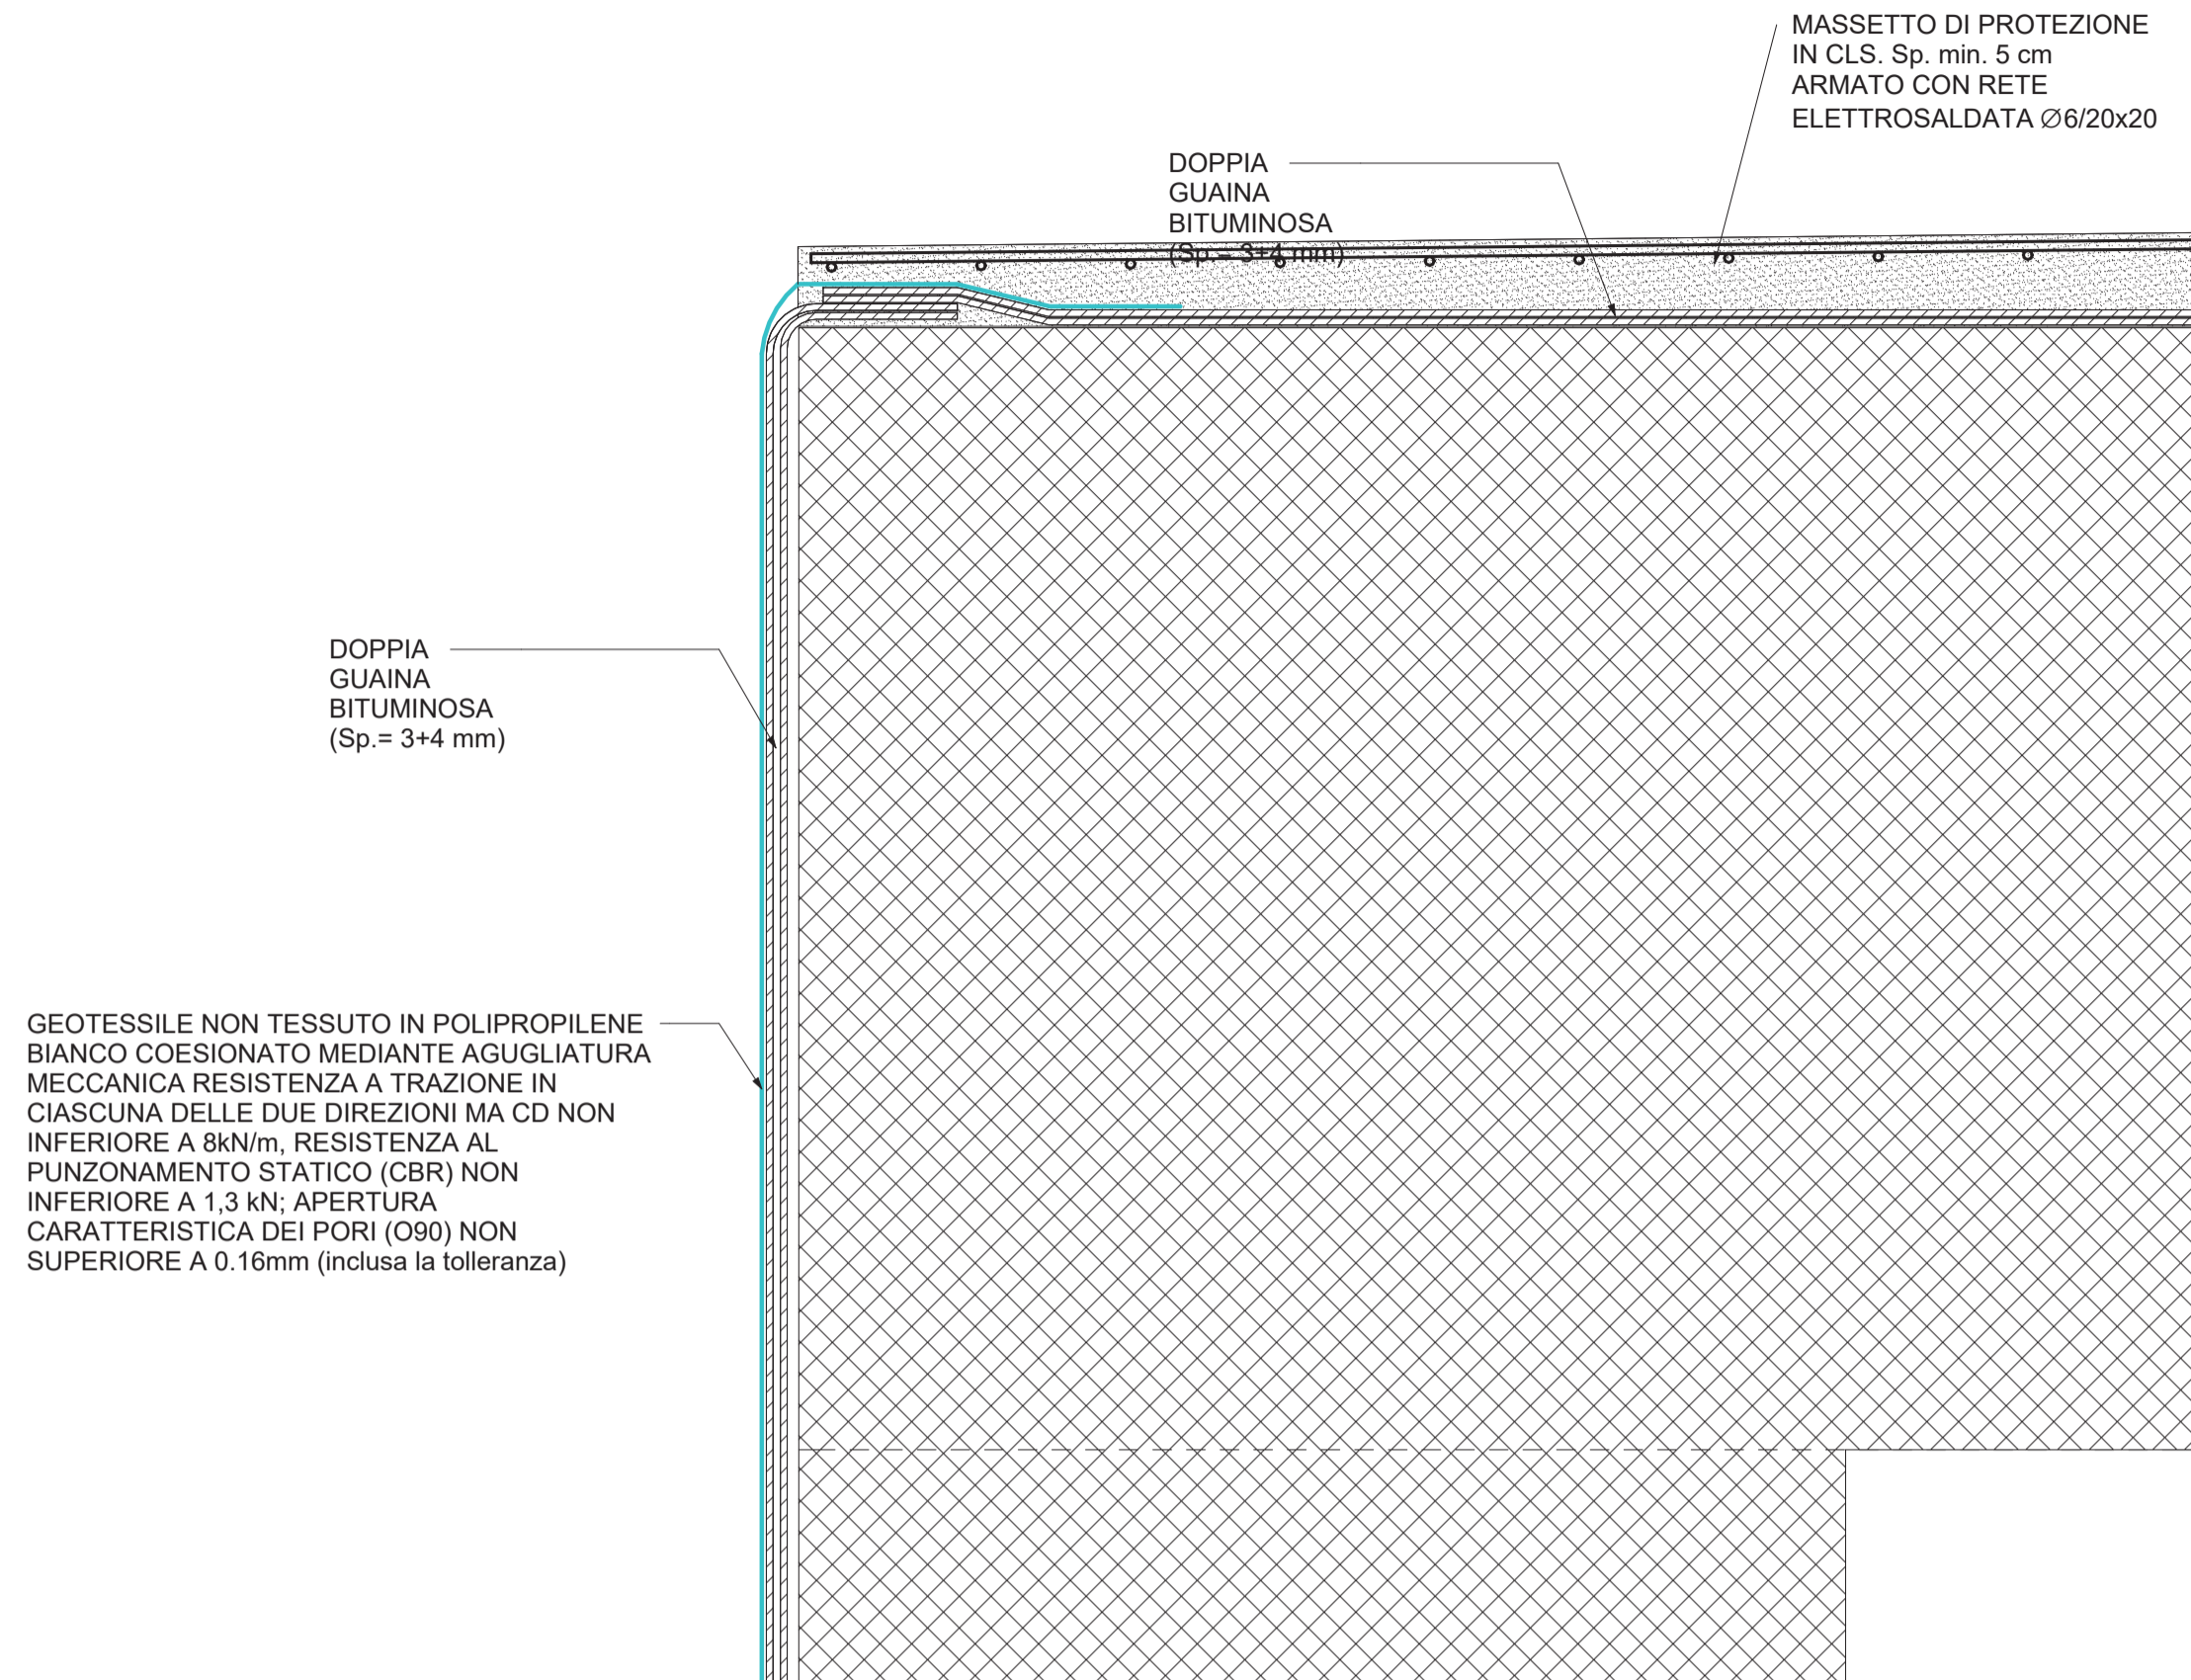 MASSETTO DI PROTEZIONE
IN CLS. Sp. min. 5 cm
ARMATO CON RETE
ELETTROSALDATA Ø6/20x20
DOPPIA
GUAINA
BITUMINOSA
(Sp.= 3+4 mm)
DOPPIA
GUAINA
BITUMINOSA
(Sp.= 3+4 mm)
GEOTESSILE NON TESSUTO IN POLIPROPILENE
BIANCO COESIONATO MEDIANTE AGUGLIATURA
MECCANICA RESISTENZA A TRAZIONE IN
CIASCUNA DELLE DUE DIREZIONI MA CD NON
INFERIORE A 8kN/m, RESISTENZA AL
PUNZONAMENTO STATICO (CBR) NON
INFERIORE A 1,3 kN; APERTURA
CARATTERISTICA DEI PORI (O90) NON
SUPERIORE A 0.16mm (inclusa la tolleranza)